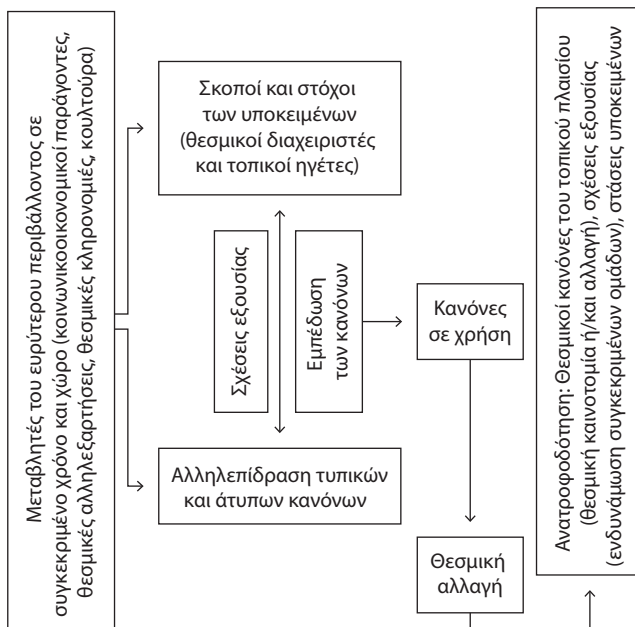 Μεταβλητές του ευρύτερου περιβάλλοντος σε
συγκεκριμένο χρόνο και χώρο (κοινωνικοοικονομικοί παράγοντες,
θεσμικές αλληλεξαρτήσεις, θεσμικές κληρονομιές, κουλτούρα)
Σκοποί και στόχοι
των υποκειμένων
(θεσμικοί διαχειριστές
και τοπικοί ηγέτες)
Σχέσεις εξουσίας
Εμπέδωση
των κανόνων
Κανόνες
σε χρήση
Αλληλεπίδραση τυπικών
και άτυπων κανόνων
Θεσμική
αλλαγή
Ανατροφοδότηση: Θεσμικοί κανόνες του τοπικού πλαισίου
(θεσμική καινοτομία ή/και αλλαγή), σχέσεις εξουσίας
(ενδυνάμωση συγκεκριμένων ομάδων), στάσεις υποκειμένων